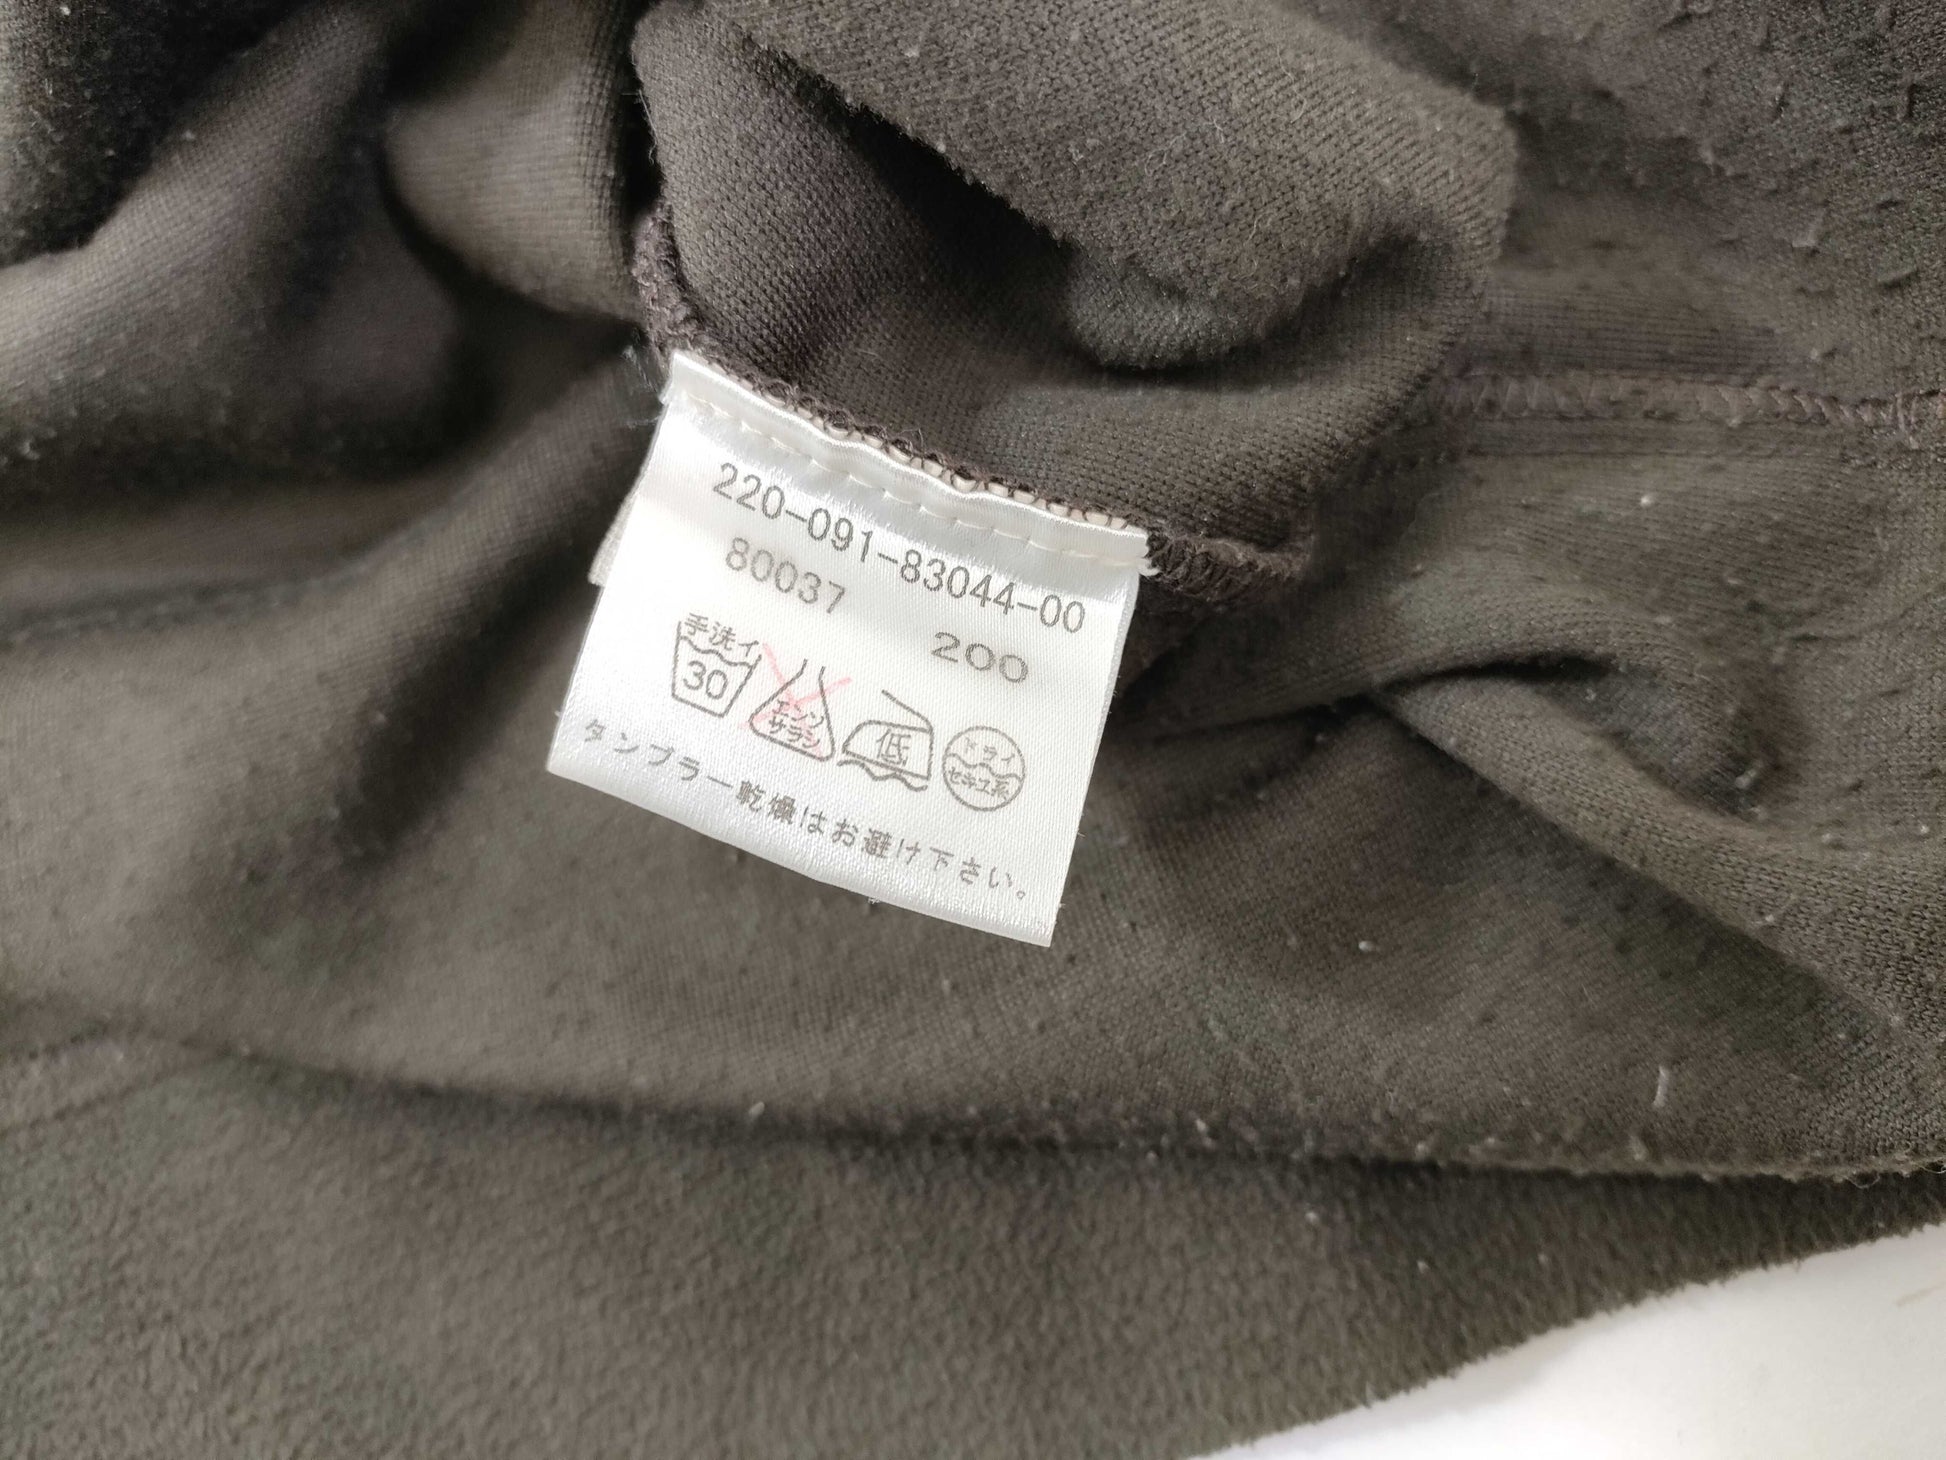 220-091-83044-00
80037 200
手洗イ
30
エンソ
サラシ
低
ドライ
セキユ系
タンブラー乾燥はお避け下さい。